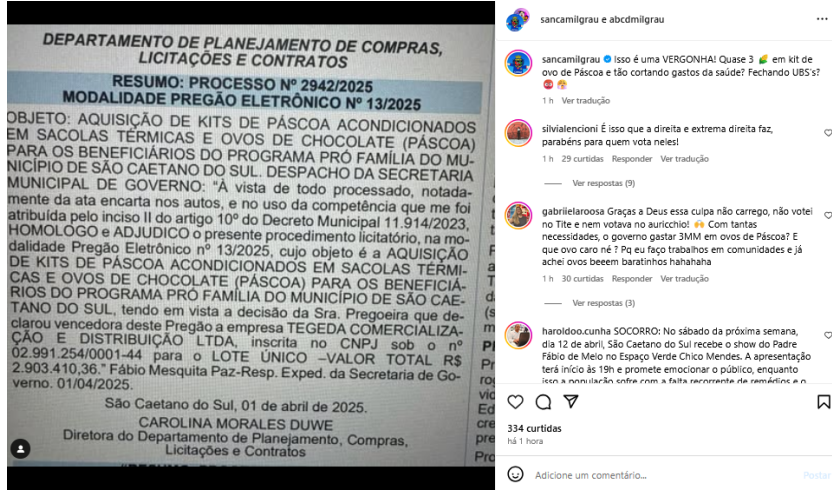 DEPARTAMENTO DE PLANEJAMENTO DE COMPRAS,
LICITAÇÕES E CONTRATOS
RESUMO: PROCESSO Nº 2942/2025
MODALIDADE PREGÃO ELETRÔNICO Nº 13/2025
OBJETO: AQUISIÇÃO DE KITS DE PÁSCOA ACONDICIONADOS
EM SACOLAS TÉRMICAS E OVOS DE CHOCOLATE (PÁSCOA)
PARA OS BENEFICIÁRIOS DO PROGRAMA PRÓ FAMÍLIA DO MU-
NICÍPIO DE SÃO CAETANO DO SUL. DESPACHO DA SECRETARIA
MUNICIPAL DE GOVERNO: "À vista de todo processado, notada-
mente da ata encarta nos autos, e no uso da competência que me foi
atribuída pelo inciso II do artigo 10º do Decreto Municipal 11.914/2023,
HOMOLOGO e ADJUDICO o presente procedimento licitatório, na mo-
dalidade Pregão Eletrônico nº 13/2025, cujo objeto é a AQUISIÇÃO
DE KITS DE PÁSCOA ACONDICIONADOS EM SACOLAS TÉRMI-
CAS E OVOS DE CHOCOLATE (PÁSCOA) PARA OS BENEFICIÁ-
RIOS DO PROGRAMA PRÓ FAMÍLIA DO MUNICÍPIO DE SÃO CAE-
TANO DO SUL, tendo em vista a decisão da Sra. Pregoeira que de-
clarou vencedora deste Pregão a empresa TEGEDA COMERCIALIZA-
ÇÃO E DISTRIBUIÇÃO LTDA, inscrita no CNPJ sob o nº
02.991.254/0001-44 para o LOTE ÚNICO –VALOR TOTAL R$
2.903.410,36." Fábio Mesquita Paz-Resp. Exped. da Secretaria de Go-
verno. 01/04/2025.
São Caetano do Sul, 01 de abril de 2025.
CAROLINA MORALES DUWE
Diretora do Departamento de Planejamento, Compras,
Licitações e Contratos
sancamilgrau e abcdmilgrau
sancamilgrau Isso é uma VERGONHA! Quase 3 🌽 em kit de
ovo de Páscoa e tão cortando gastos da saúde? Fechando UBS's?
1 h Ver tradução
silvialencioni É isso que a direita e extrema direita faz,
parabéns para quem vota neles!
1 h 29 curtidas Responder Ver tradução
Ver respostas (9)
gabriielaroosa Graças a Deus essa culpa não carrego, não votei
no Tite e nem votava no auricchio! 🙌 Com tantas
necessidades, o governo gastar 3MM em ovos de Páscoa? E
que ovo caro né? Pq eu faço trabalhos em comunidades e já
achei ovos beeem baratinhos hahahaha
1 h 30 curtidas Responder Ver tradução
Ver respostas (3)
haroldoo.cunha SOCORRO: No sábado da próxima semana,
dia 12 de abril, São Caetano do Sul recebe o show do Padre
Fábio de Melo no Espaço Verde Chico Mendes. A apresentação
terá início às 19h e promete emocionar o público, enquanto
isso a população sofre com a falta recorrente de remédios e o
334 curtidas
há 1 hora
Adicione um comentário...
Postar